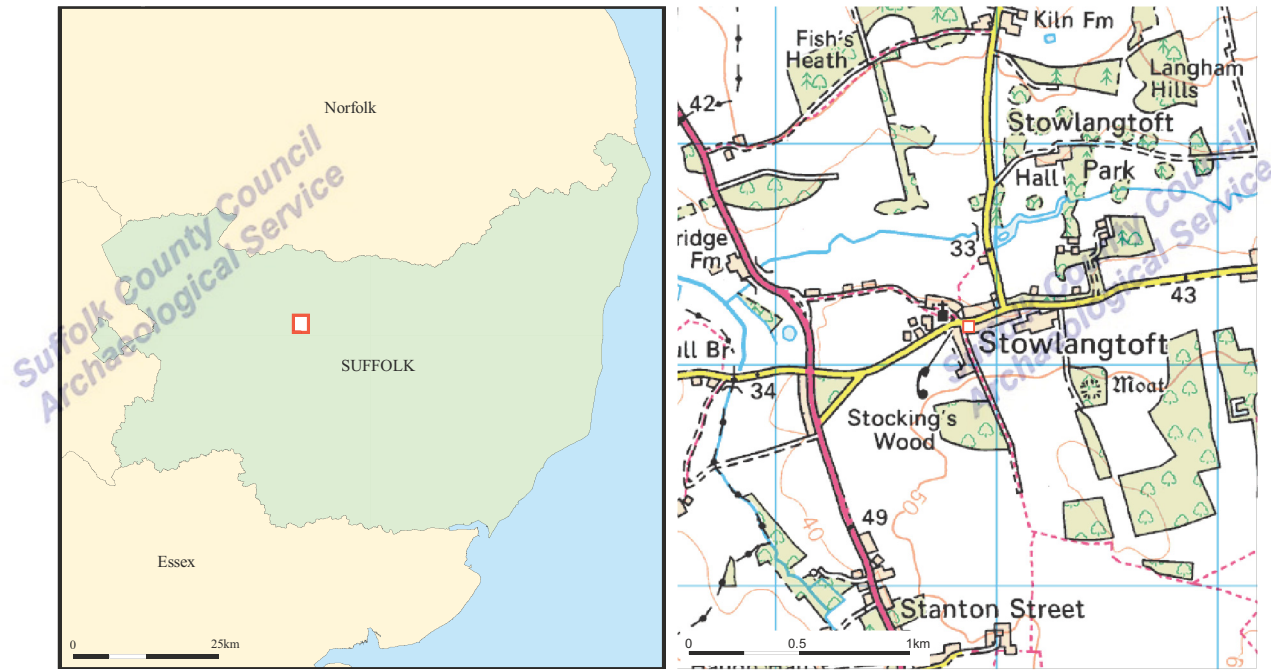 Norfolk
Suffolk County Council
Archaeological Service
SUFFOLK
Essex
0 25km
Kiln Fm
Fish's
Heath
Langham
Hills
42
Stowlangtoft
Hall Park
ridge
Fm
33
43
Suffolk County Council
Archaeological Service
Stowlangtoft
ull Br
34
Moat
Stocking's
Wood
50
40
49
Stanton Street
0 0.5 1km